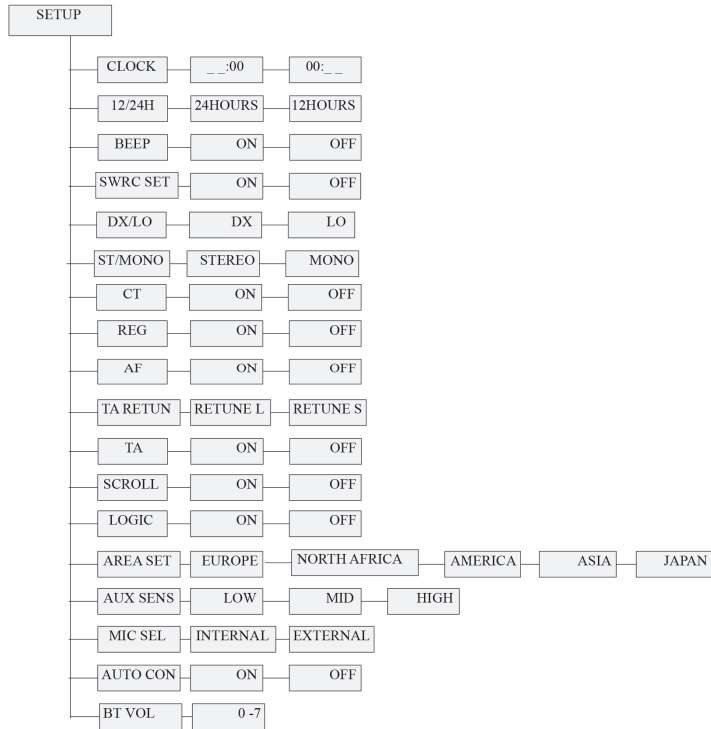 SETUP
CLOCK _ _:00 00:_ _
12/24H 24HOURS 12HOURS
BEEP ON OFF
SWRC SET ON OFF
DX/LO DX LO
ST/MONO STEREO MONO
CT ON OFF
REG ON OFF
AF ON OFF
TA RETUN RETUNE L RETUNE S
TA ON OFF
SCROLL ON OFF
LOGIC ON OFF
AREA SET EUROPE NORTH AFRICA AMERICA ASIA JAPAN
AUX SENS LOW MID HIGH
MIC SEL INTERNAL EXTERNAL
AUTO CON ON OFF
BT VOL 0 -7